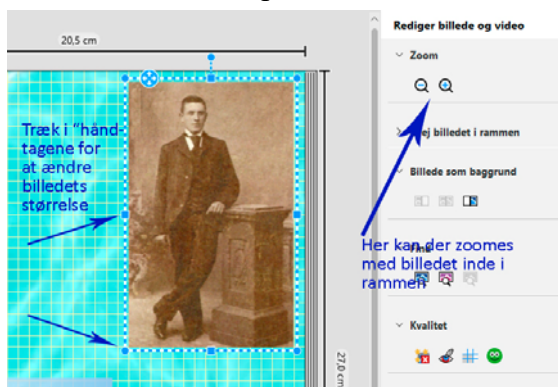 Rediger billede og video
20,5 cm
Zoom
Træk i "hånd-
tagene for
at ændre
billedets
størrelse
ej billedet i rammen
Billede som baggrund
Her kan der zoomes
med billedet inde i
rammen
Kvalitet
27,0 cm